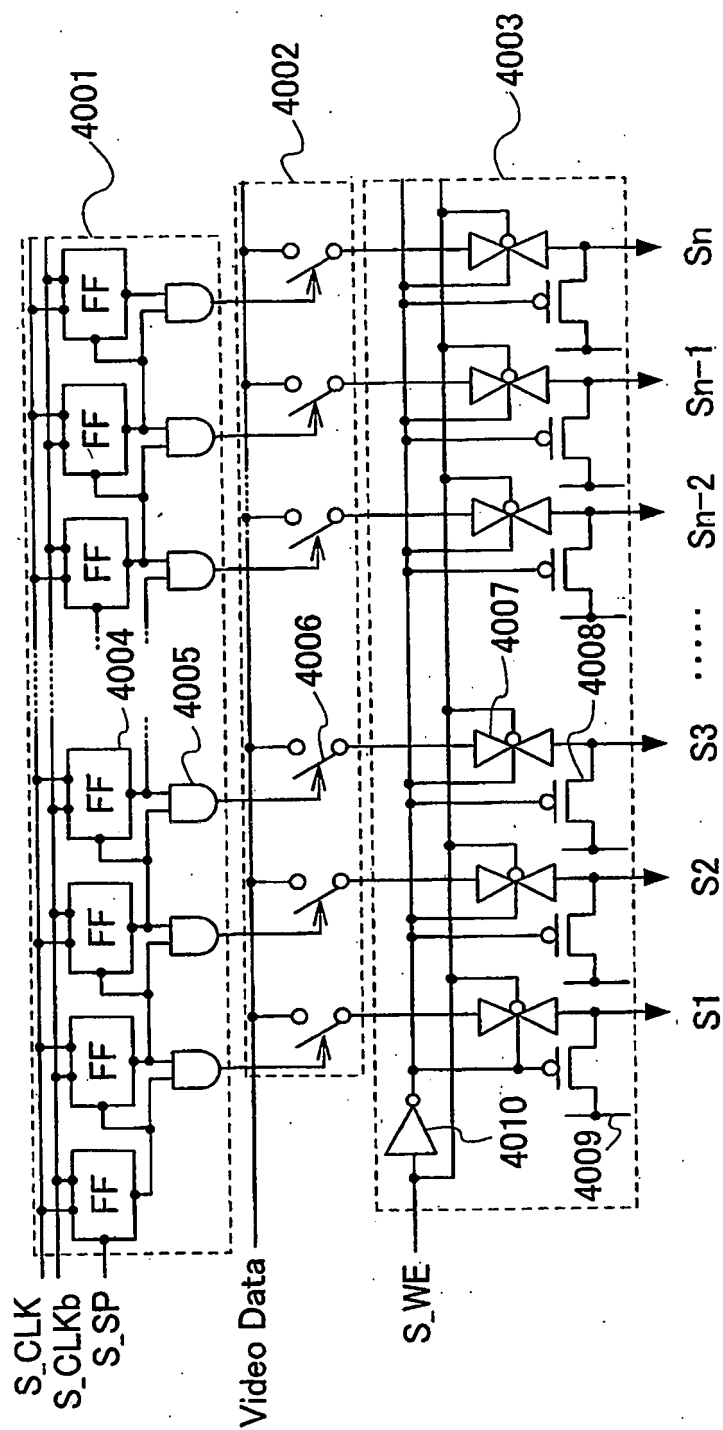 S_CLK
S_CLKb
S_SP
FF
FF
FF
FF
FF
FF
FF
4001
4004
4005
Video Data
4002
4006
S_WE
4003
4010
4007
4008
4009
S1
S2
S3
.....
Sn-2
Sn-1
Sn